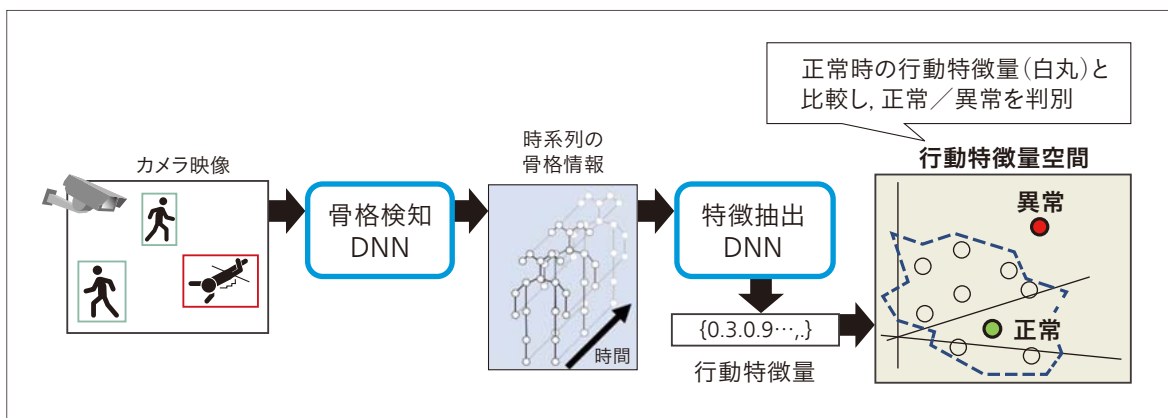 正常時の行動特徴量（白丸）と
比較し，正常／異常を判別
カメラ映像
骨格検知
DNN
時系列の
骨格情報
時間
特徴抽出
DNN
{0.3.0.9…,.}
行動特徴量
行動特徴量空間
異常
正常